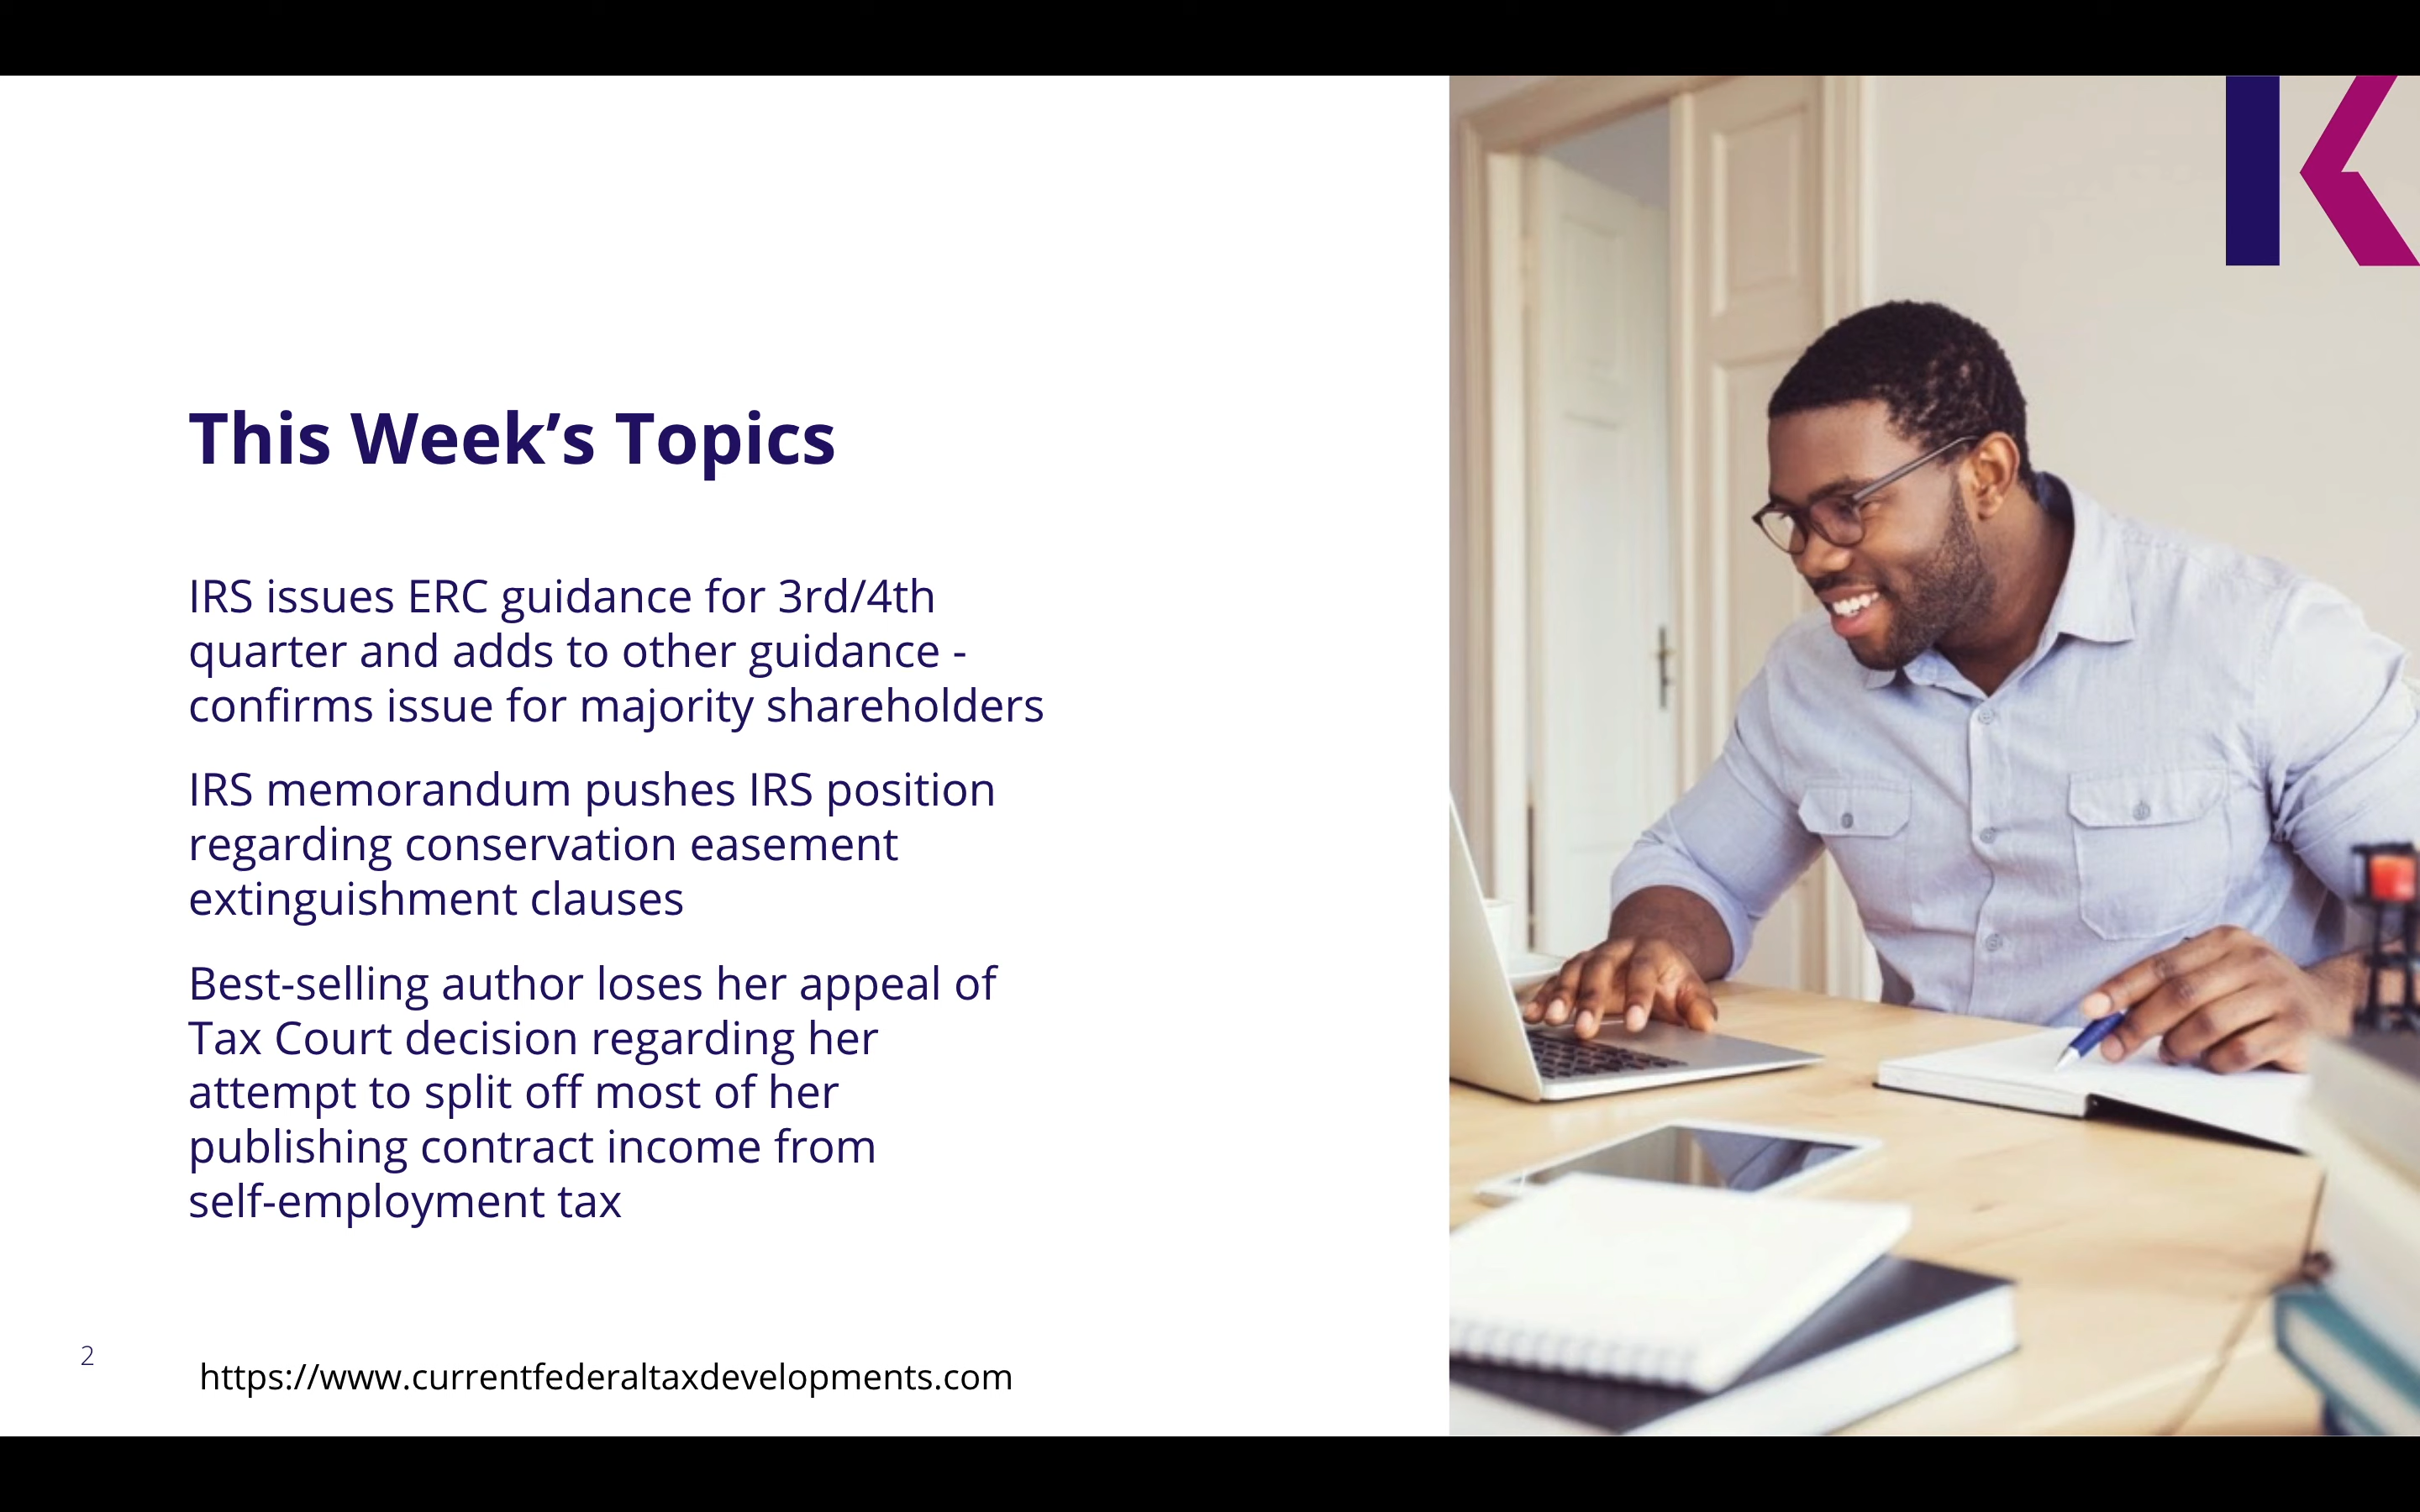 This Week’s Topics
IRS issues ERC guidance for 3rd/4th
quarter and adds to other guidance -
confirms issue for majority shareholders
IRS memorandum pushes IRS position
regarding conservation easement
extinguishment clauses
Best-selling author loses her appeal of
Tax Court decision regarding her
attempt to split off most of her
publishing contract income from
self-employment tax
2
https://www.currentfederaltaxdevelopments.com
K